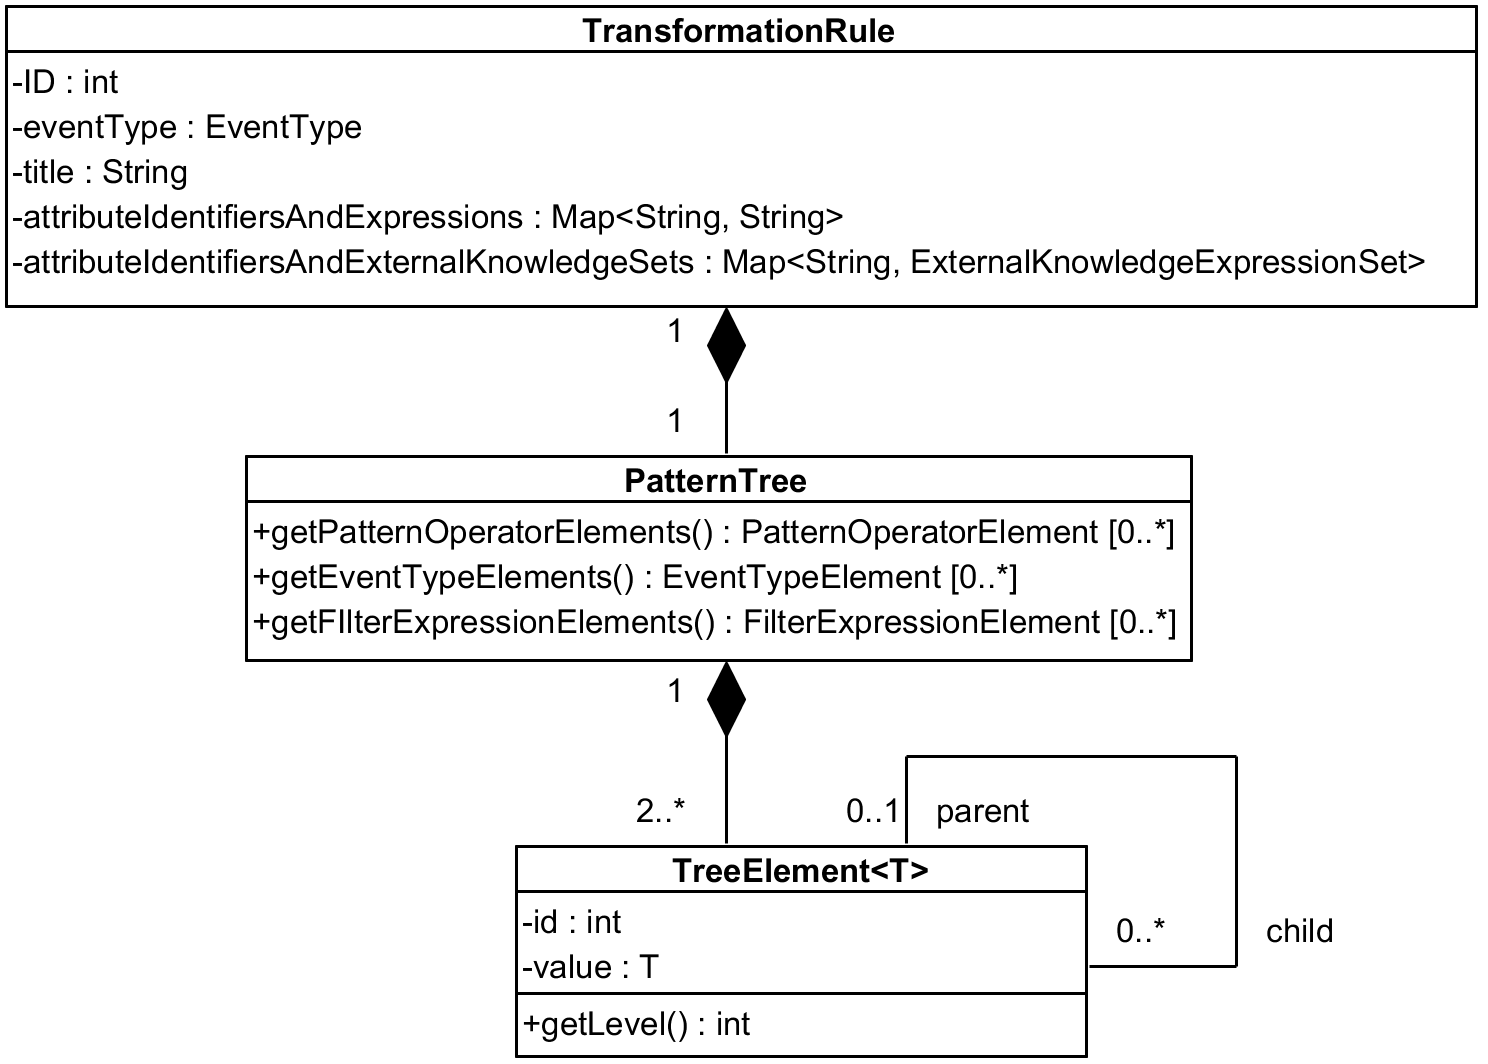 TransformationRule
-ID : int
-eventType : EventType
-title : String
-attributeIdentifiersAndExpressions : Map<String, String>
-attributeIdentifiersAndExternalKnowledgeSets : Map<String, ExternalKnowledgeExpressionSet>
1
1
PatternTree
+getPatternOperatorElements() : PatternOperatorElement [0..*]
+getEventTypeElements() : EventTypeElement [0..*]
+getFIlterExpressionElements() : FilterExpressionElement [0..*]
1
2..*
0..1 parent
TreeElement<T>
-id : int
0..* child
-value : T
+getLevel() : int